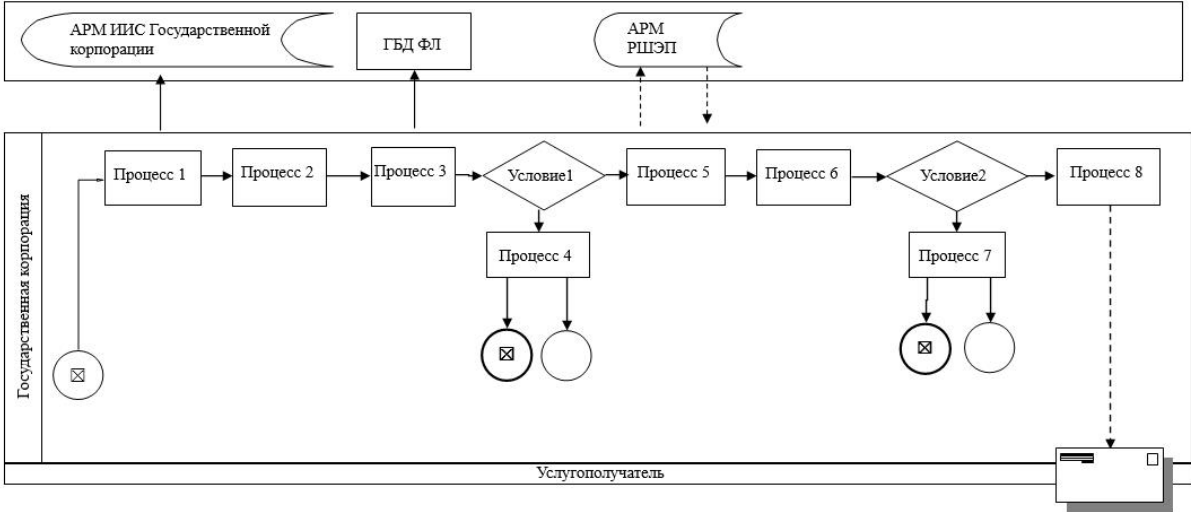 АРМ ИИС Государственной
корпорации
ГБД ФЛ
АРМ
РШЭП
Государственная корпорация
Процесс 1
Процесс 2
Процесс 3
Условие1
Процесс 5
Процесс 6
Условие2
Процесс 8
Процесс 4
Процесс 7
Услугополучатель